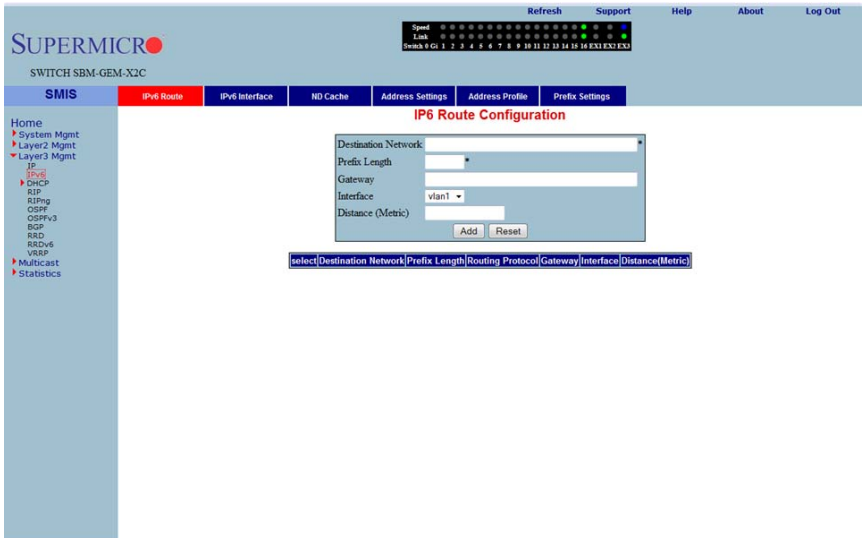 Refresh Support Help About Log Out
SUPERMICRO
Speed
Link
Switch 0 Gi 1 2 3 4 5 6 7 8 9 10 11 12 13 14 15 16 EX1 EX2 EX3
SWITCH SBM-GEM-X2C
SMIS
IPv6 Route IPv6 Interface ND Cache Address Settings Address Profile Prefix Settings
IP6 Route Configuration
Home
System Mgmt
Layer2 Mgmt
Layer3 Mgmt
IP
IPv6
DHCP
RIP
RIPng
OSPF
OSPFv3
BGP
RRD
RRDv6
VRRP
Multicast
Statistics
Destination Network *
Prefix Length *
Gateway
Interface vlan1
Distance (Metric)
Add Reset
select Destination Network Prefix Length Routing Protocol Gateway Interface Distance(Metric)